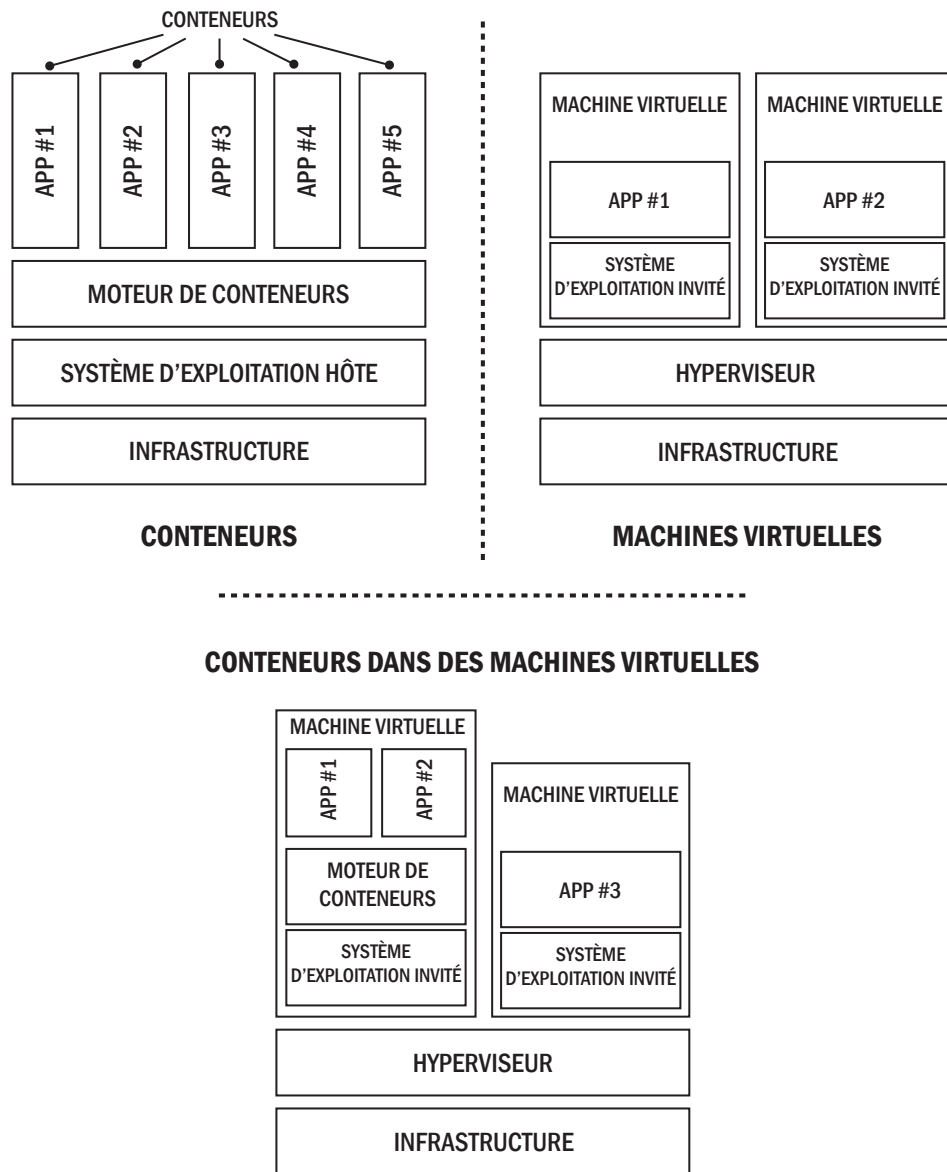 CONTENEURS
APP #1
APP #2
APP #3
APP #4
APP #5
MOTEUR DE CONTENEURS
SYSTÈME D'EXPLOITATION HÔTE
INFRASTRUCTURE
CONTENEURS
MACHINE VIRTUELLE
APP #1
SYSTÈME
D'EXPLOITATION INVITÉ
MACHINE VIRTUELLE
APP #2
SYSTÈME
D'EXPLOITATION INVITÉ
HYPERVISEUR
INFRASTRUCTURE
MACHINES VIRTUELLES
CONTENEURS DANS DES MACHINES VIRTUELLES
MACHINE VIRTUELLE
APP #1
APP #2
MOTEUR DE
CONTENEURS
SYSTÈME
D'EXPLOITATION INVITÉ
MACHINE VIRTUELLE
APP #3
SYSTÈME
D'EXPLOITATION INVITÉ
HYPERVISEUR
INFRASTRUCTURE